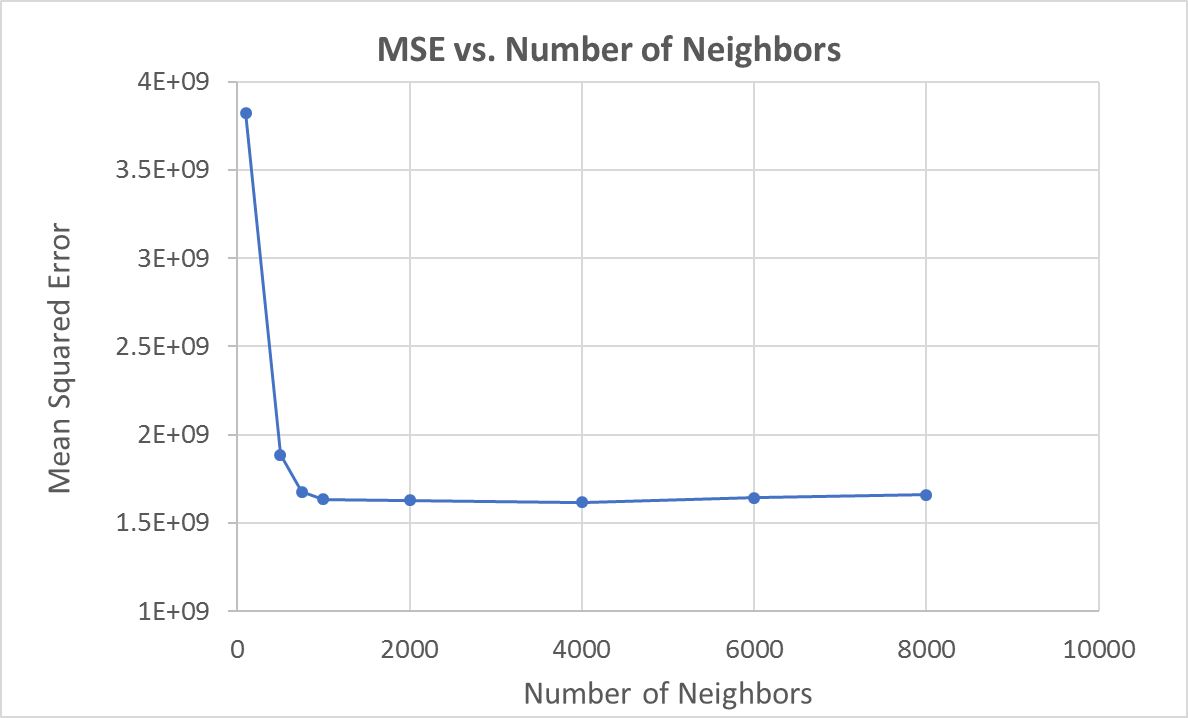 MSE vs. Number of Neighbors
4E+09
3.5E+09
3E+09
2.5E+09
2E+09
1.5E+09
1E+09
Mean Squared Error
0 2000 4000 6000 8000 10000
Number of Neighbors